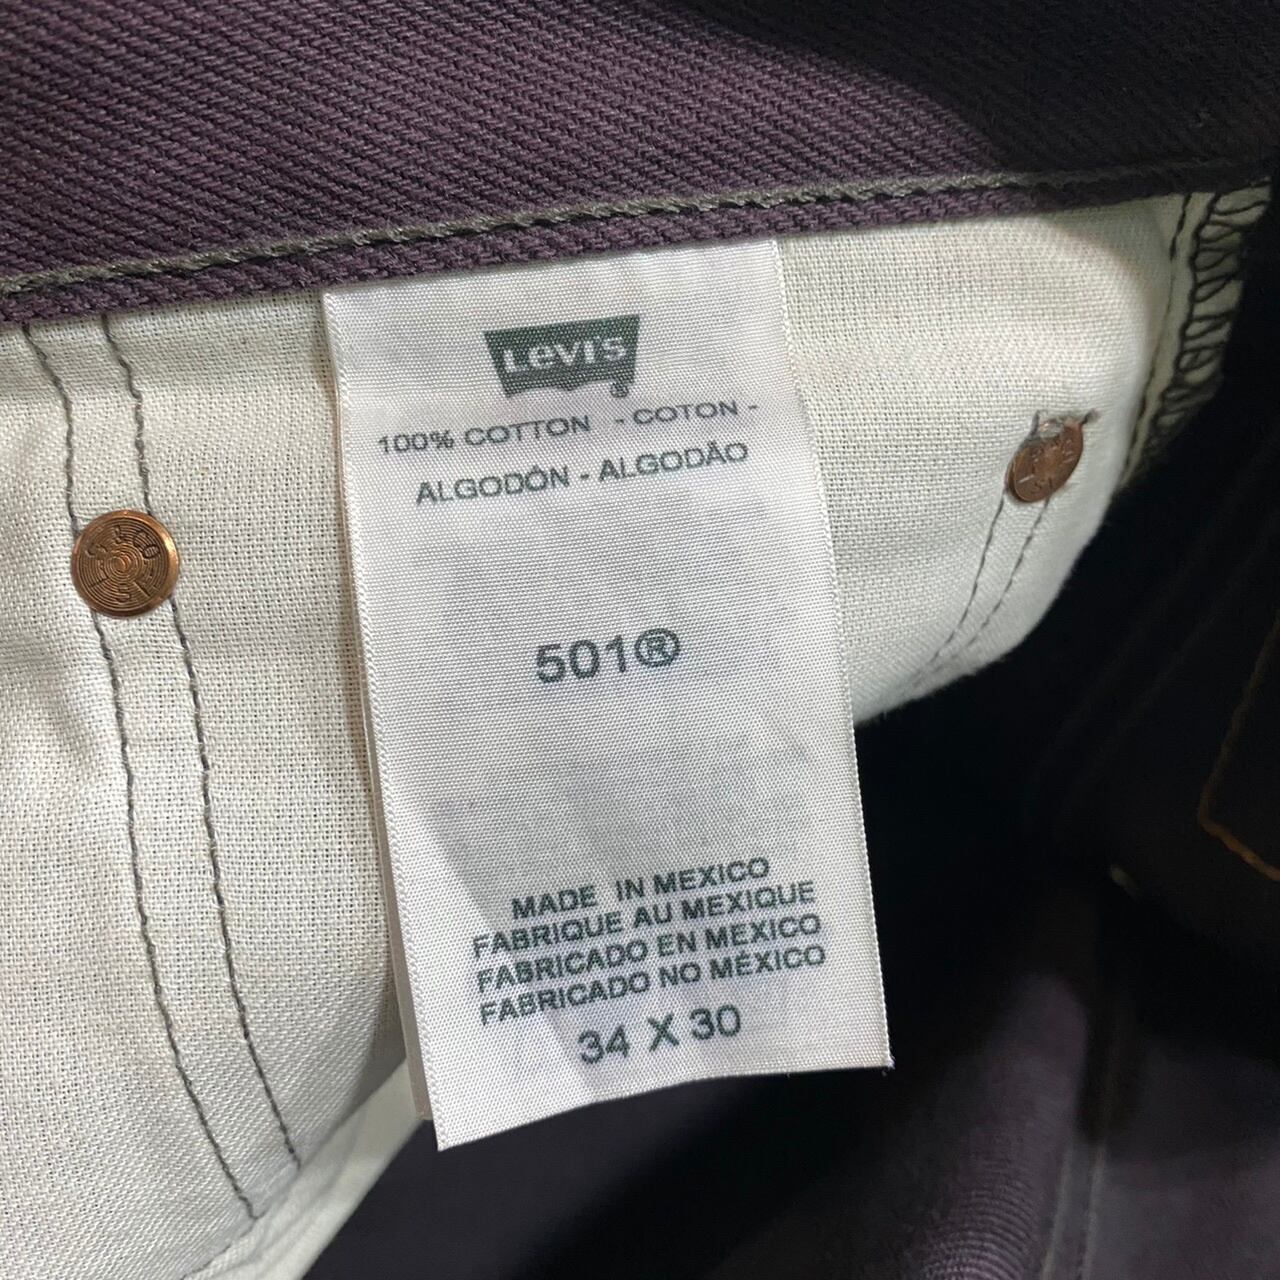 LEVI'S®
100% COTTON - COTON -
ALGODÓN - ALGODÃO
501®
MADE IN MEXICO
FABRIQUE AU MEXIQUE
FABRICADO EN MEXICO
FABRICADO NO MÉXICO
34 X 30